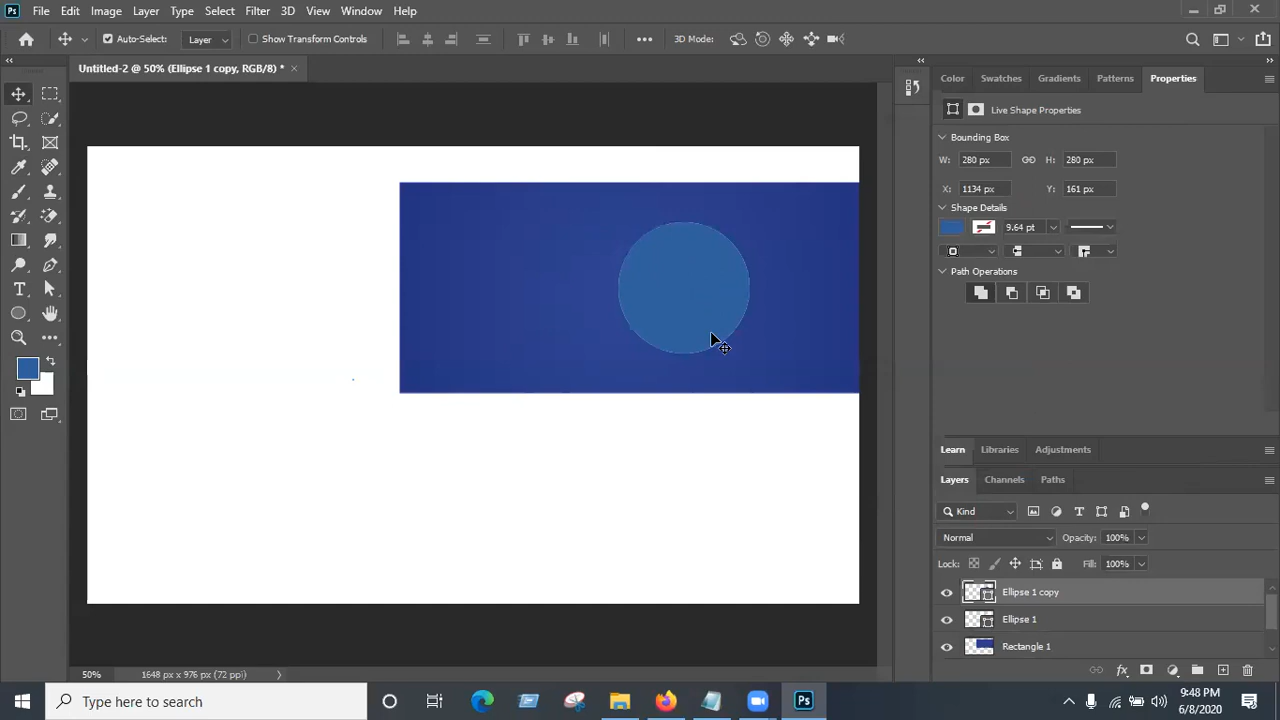 Ps File Edit Image Layer Type Select Filter 3D View Window Help
Auto-Select: Layer Show Transform Controls 3D Mode:
Untitled-2 @ 50% (Ellipse 1 copy, RGB/8) *
Color Swatches Gradients Patterns Properties
Live Shape Properties
Bounding Box
W: 280 px H: 280 px
X: 1134 px Y: 161 px
Shape Details
9.64 pt
Path Operations
Learn Libraries Adjustments
Layers Channels Paths
Kind
Normal Opacity: 100%
Lock: Fill: 100%
Ellipse 1 copy
Ellipse 1
Rectangle 1
50% 1648 px x 976 px (72 ppi)
Type here to search
Ps
9:48 PM
6/8/2020